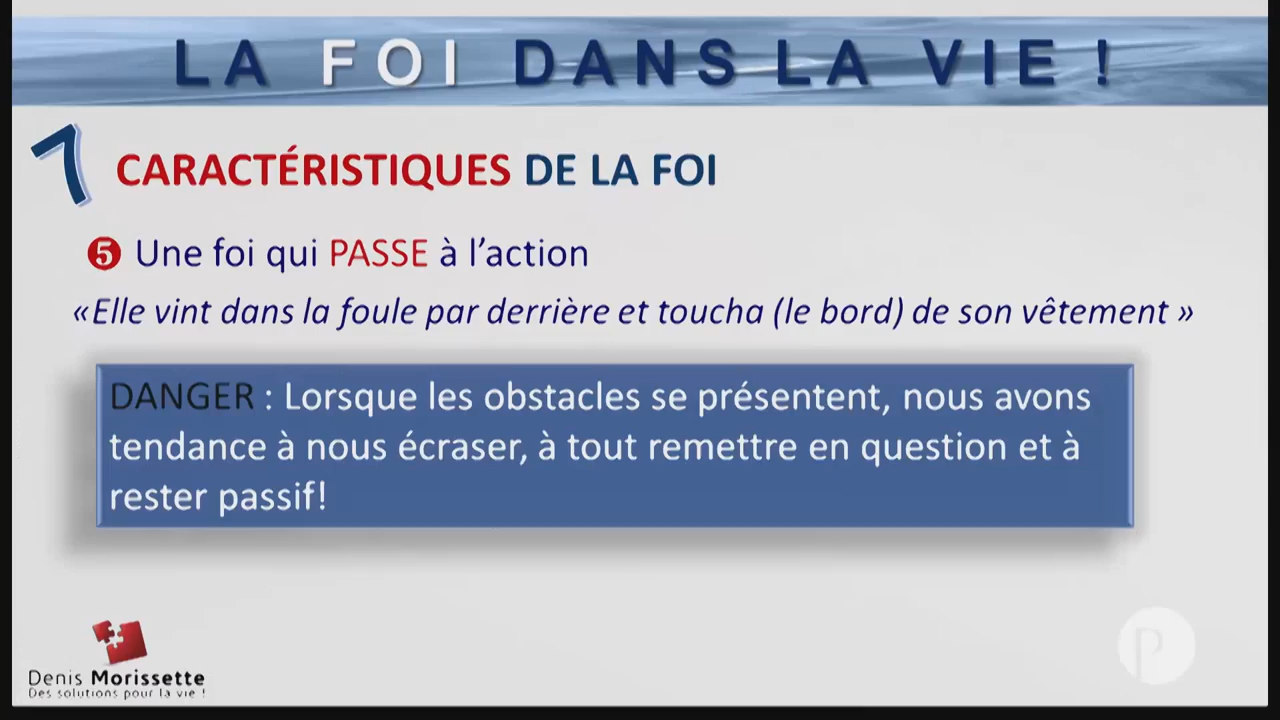 LA FOI DANS LA VIE !
7 CARACTÉRISTIQUES DE LA FOI
❺ Une foi qui PASSE à l’action
«Elle vint dans la foule par derrière et toucha (le bord) de son vêtement »
DANGER : Lorsque les obstacles se présentent, nous avons
tendance à nous écraser, à tout remettre en question et à
rester passif!
Denis Morissette
Des solutions pour la vie !
P